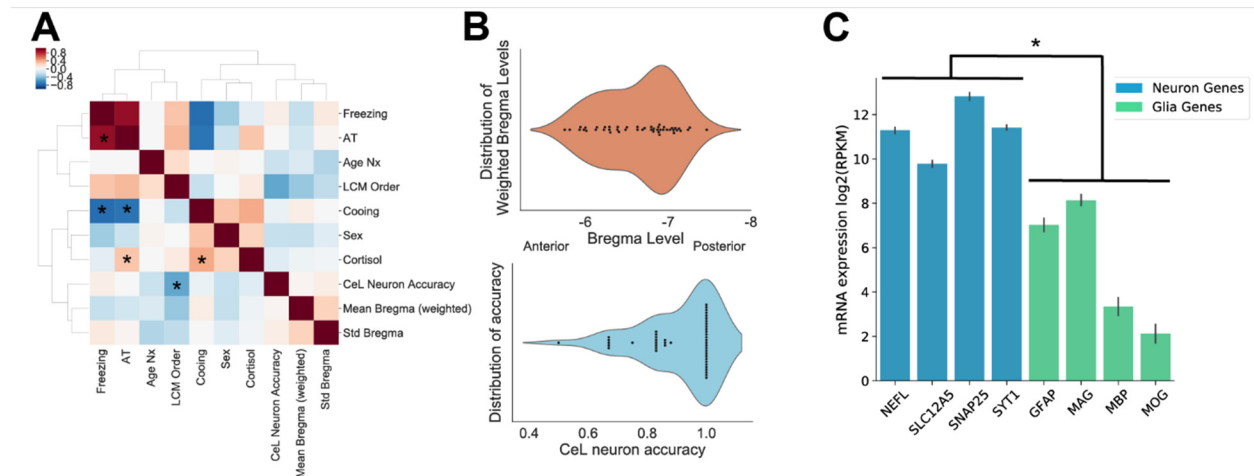 A
0.8
0.4
0.0
−0.4
−0.8
Freezing
AT
Age Nx
LCM Order
Cooing
Sex
Cortisol
CeL Neuron Accuracy
Mean Bregma (weighted)
Std Bregma
*
* *
* *
*
Freezing
AT
Age Nx
LCM Order
Cooing
Sex
Cortisol
CeL Neuron Accuracy
Mean Bregma (weighted)
Std Bregma
B
Distribution of
Weighted Bregma Levels
-6 -7 -8
Anterior Bregma Level Posterior
Distribution of accuracy
0.4 0.6 0.8 1.0
CeL neuron accuracy
C
*
Neuron Genes
Glia Genes
mRNA expression log2(RPKM)
12
10
8
6
4
2
0
NEFL
SLC12A5
SNAP25
SYT1
GFAP
MAG
MBP
MOG